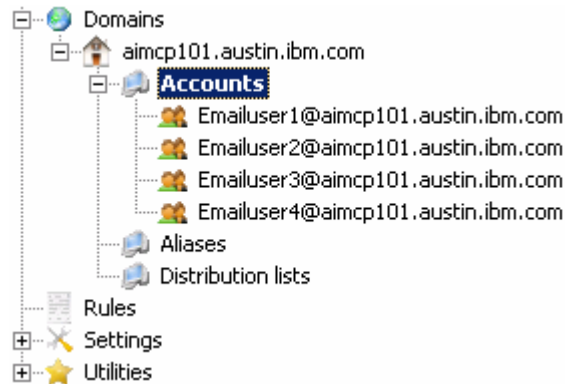 Domains
aimcp101.austin.ibm.com
Accounts
Emailuser1@aimcp101.austin.ibm.com
Emailuser2@aimcp101.austin.ibm.com
Emailuser3@aimcp101.austin.ibm.com
Emailuser4@aimcp101.austin.ibm.com
Aliases
Distribution lists
Rules
Settings
Utilities